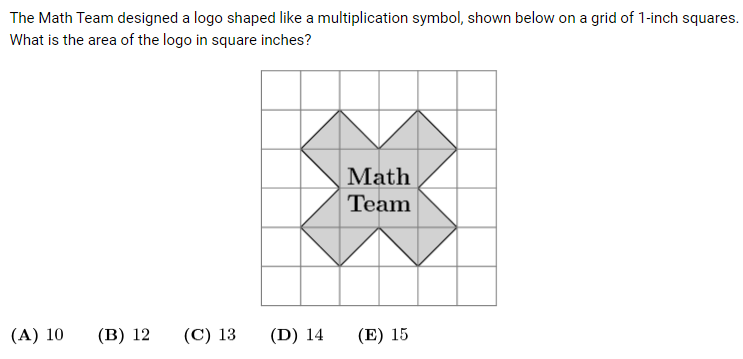 The Math Team designed a logo shaped like a multiplication symbol, shown below on a grid of 1-inch squares.
What is the area of the logo in square inches?
Math
Team
(A) 10 (B) 12 (C) 13 (D) 14 (E) 15